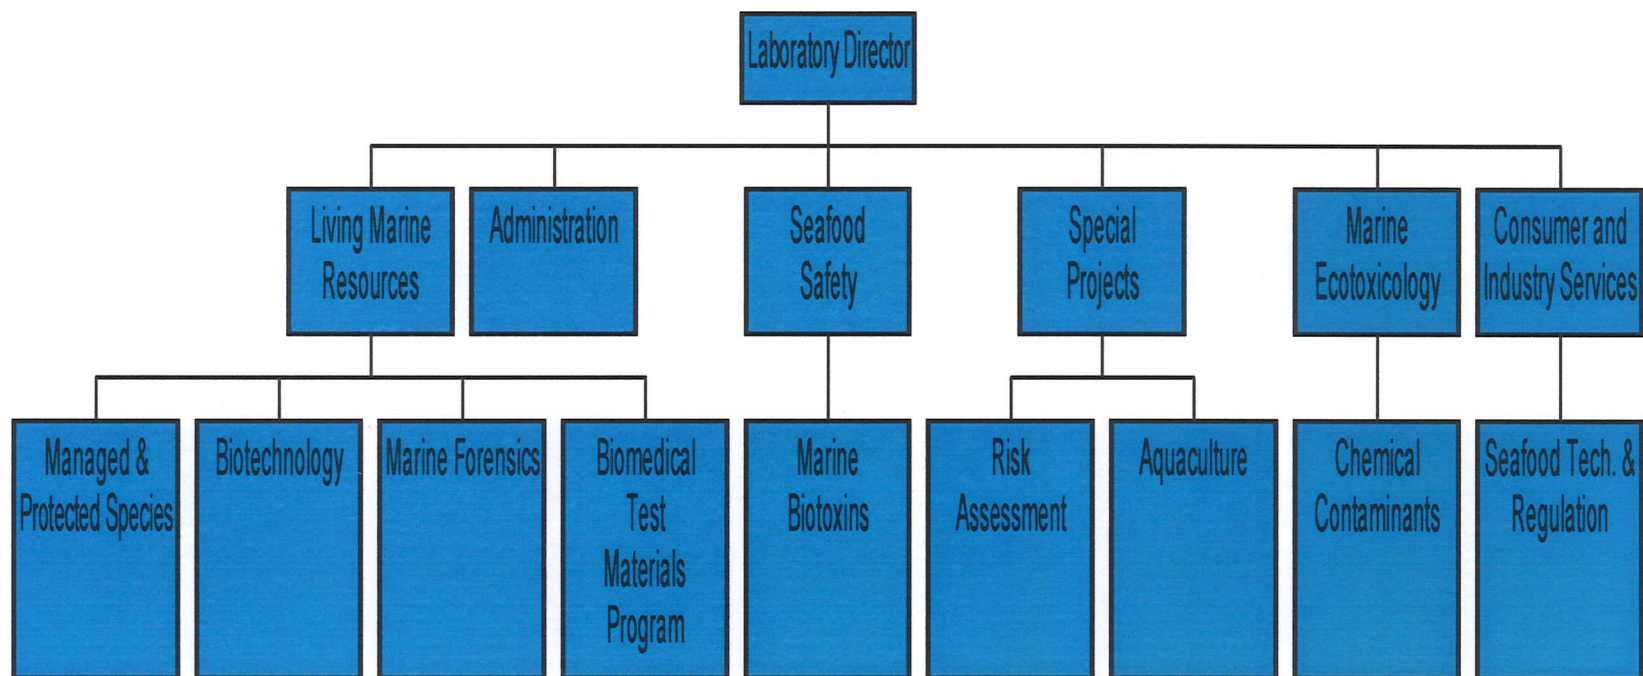 Laboratory Director
Living Marine
Resources
Administration
Seafood
Safety
Special
Projects
Marine
Ecotoxicology
Consumer and
Industry Services
Managed &
Protected Species
Biotechnology
Marine Forensics
Biomedical
Test
Materials
Program
Marine
Biotoxins
Risk
Assessment
Aquaculture
Chemical
Contaminants
Seafood Tech. &
Regulation